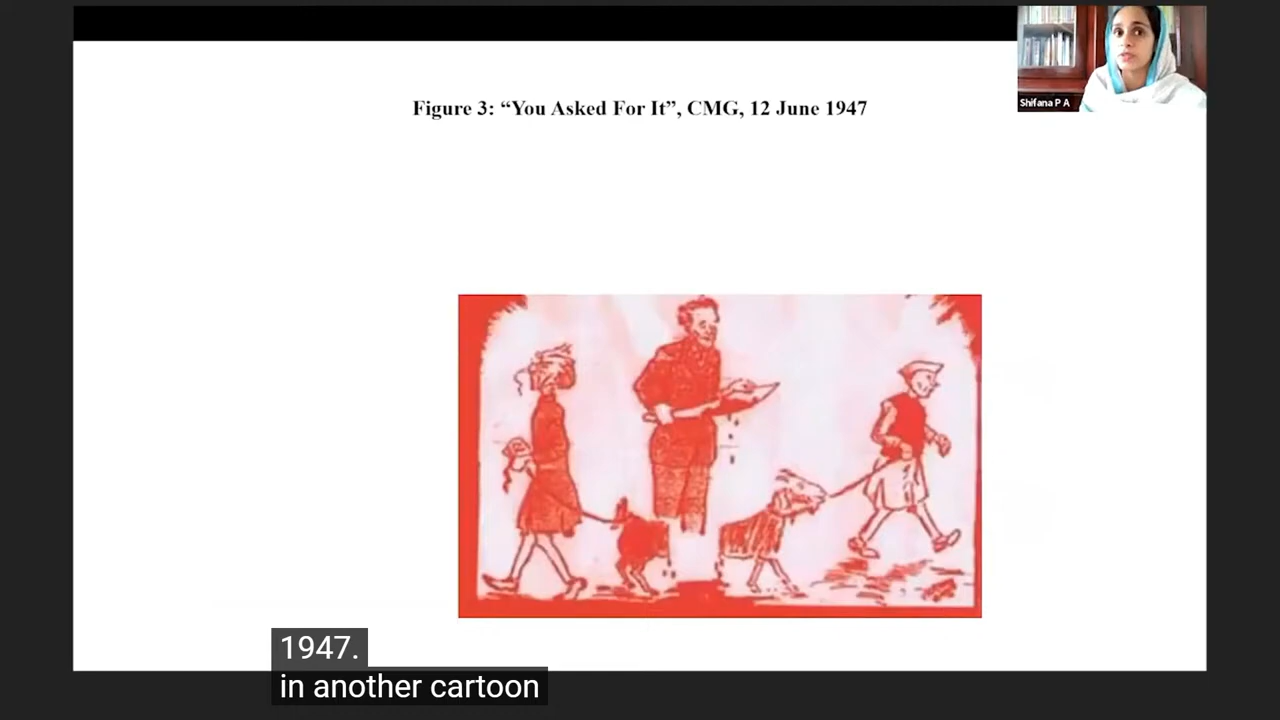 Figure 3: “You Asked For It”, CMG, 12 June 1947
Shifana P A
1947.
in another cartoon